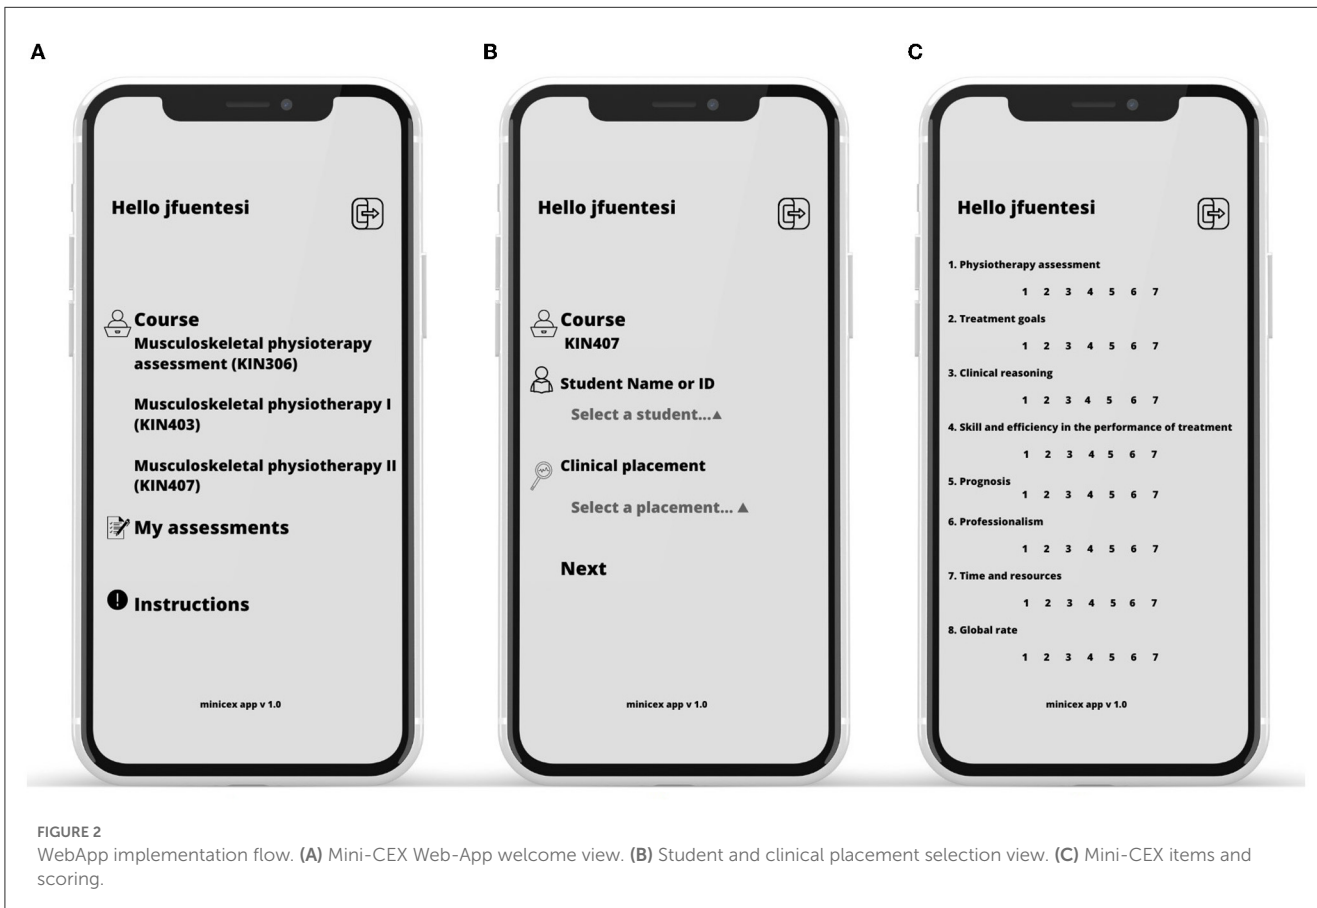 A
Hello jfuentesi
Course
Musculoskeletal physioterapy
assessment (KIN306)
Musculoskeletal physiotherapy I
(KIN403)
Musculoskeletal physiotherapy II
(KIN407)
My assessments
Instructions
minicex app v 1.0
B
Hello jfuentesi
Course
KIN407
Student Name or ID
Select a student...▲
Clinical placement
Select a placement... ▲
Next
minicex app v 1.0
C
Hello jfuentesi
1. Physiotherapy assessment
1 2 3 4 5 6 7
2. Treatment goals
1 2 3 4 5 6 7
3. Clinical reasoning
1 2 3 4 5 6 7
4. Skill and efficiency in the performance of treatment
1 2 3 4 5 6 7
5. Prognosis
1 2 3 4 5 6 7
6. Professionalism
1 2 3 4 5 6 7
7. Time and resources
1 2 3 4 5 6 7
8. Global rate
1 2 3 4 5 6 7
minicex app v 1.0
FIGURE 2
WebApp implementation flow. (A) Mini-CEX Web-App welcome view. (B) Student and clinical placement selection view. (C) Mini-CEX items and
scoring.